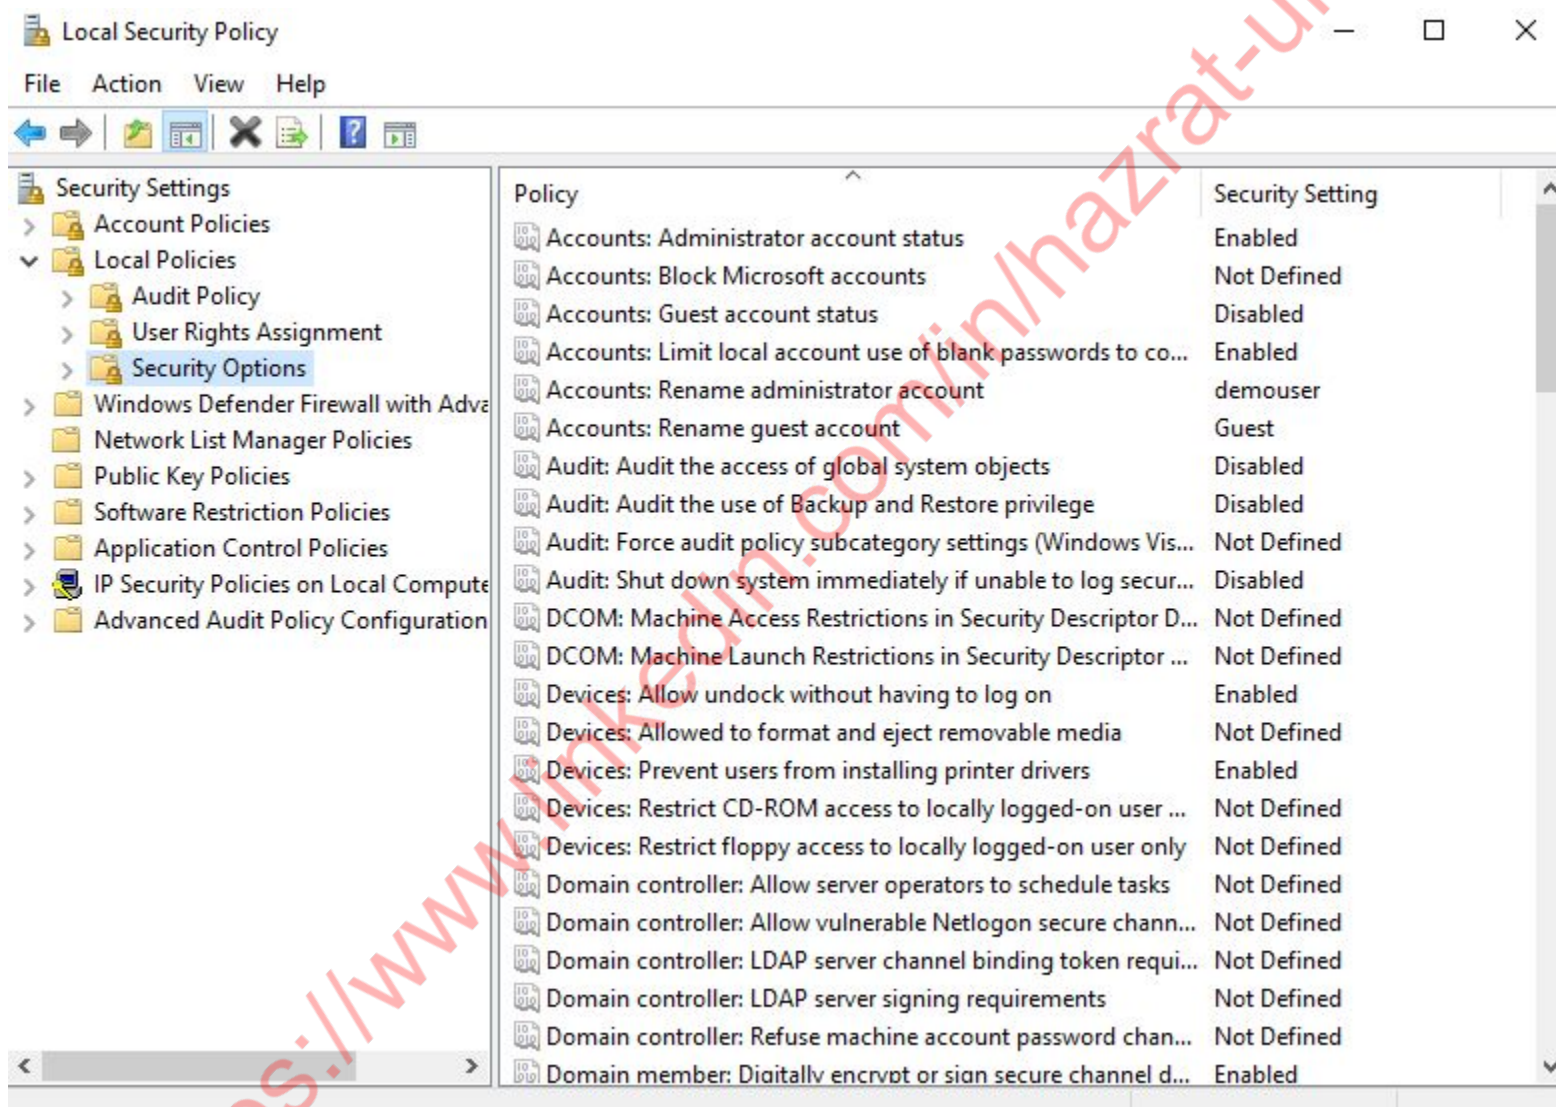 Local Security Policy
File Action View Help
Security Settings
Account Policies
Local Policies
Audit Policy
User Rights Assignment
Security Options
Windows Defender Firewall with Adva
Network List Manager Policies
Public Key Policies
Software Restriction Policies
Application Control Policies
IP Security Policies on Local Compute
Advanced Audit Policy Configuration
Policy Security Setting
Accounts: Administrator account status Enabled
Accounts: Block Microsoft accounts Not Defined
Accounts: Guest account status Disabled
Accounts: Limit local account use of blank passwords to co... Enabled
Accounts: Rename administrator account demouser
Accounts: Rename guest account Guest
Audit: Audit the access of global system objects Disabled
Audit: Audit the use of Backup and Restore privilege Disabled
Audit: Force audit policy subcategory settings (Windows Vis... Not Defined
Audit: Shut down system immediately if unable to log secur... Disabled
DCOM: Machine Access Restrictions in Security Descriptor D... Not Defined
DCOM: Machine Launch Restrictions in Security Descriptor ... Not Defined
Devices: Allow undock without having to log on Enabled
Devices: Allowed to format and eject removable media Not Defined
Devices: Prevent users from installing printer drivers Enabled
Devices: Restrict CD-ROM access to locally logged-on user ... Not Defined
Devices: Restrict floppy access to locally logged-on user only Not Defined
Domain controller: Allow server operators to schedule tasks Not Defined
Domain controller: Allow vulnerable Netlogon secure chann... Not Defined
Domain controller: LDAP server channel binding token requi... Not Defined
Domain controller: LDAP server signing requirements Not Defined
Domain controller: Refuse machine account password chan... Not Defined
Domain member: Digitally encrypt or sign secure channel d... Enabled
ps://www.linkedin.com/in/hazrat-u